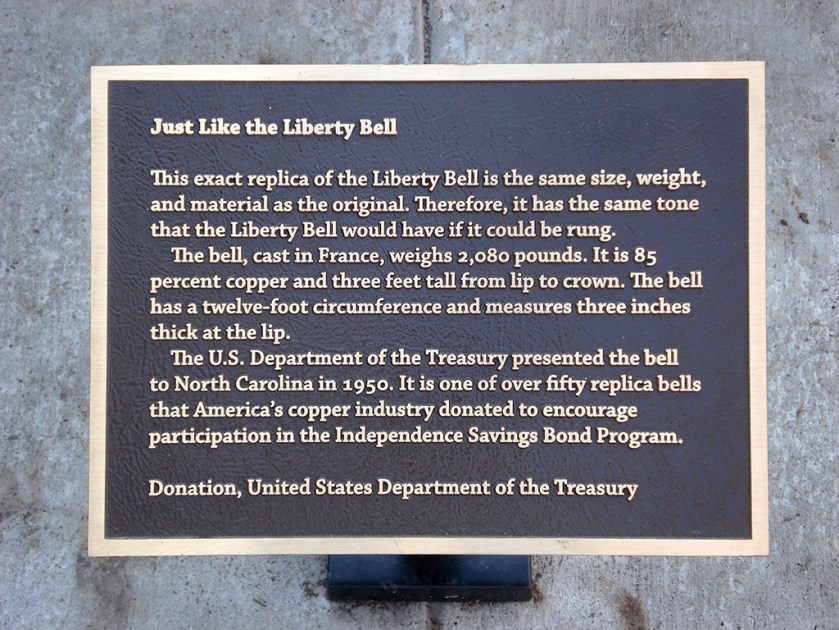 Just Like the Liberty Bell
This exact replica of the Liberty Bell is the same size, weight,
and material as the original. Therefore, it has the same tone
that the Liberty Bell would have if it could be rung.
The bell, cast in France, weighs 2,080 pounds. It is 85
percent copper and three feet tall from lip to crown. The bell
has a twelve-foot circumference and measures three inches
thick at the lip.
The U.S. Department of the Treasury presented the bell
to North Carolina in 1950. It is one of over fifty replica bells
that America's copper industry donated to encourage
participation in the Independence Savings Bond Program.
Donation, United States Department of the Treasury